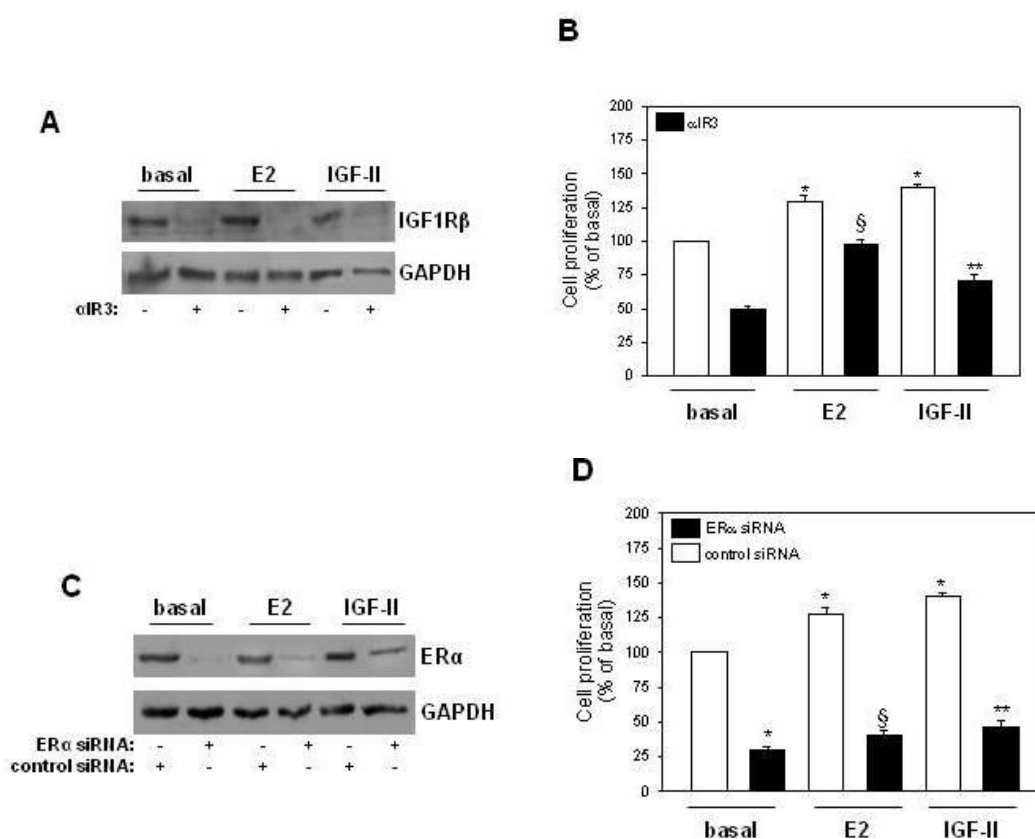 A
basal E2 IGF-II
IGF1Rβ
GAPDH
αIR3: - + - + - +
B
200
175
150
125
100
75
50
25
0
Cell proliferation
(% of basal)
αIR3
* * § **
basal E2 IGF-II
C
basal E2 IGF-II
ERα
GAPDH
ERα siRNA: - + - + - +
control siRNA: + - + - + -
D
200
175
150
125
100
75
50
25
0
Cell proliferation
(% of basal)
ERα siRNA
control siRNA
* * § * **
basal E2 IGF-II